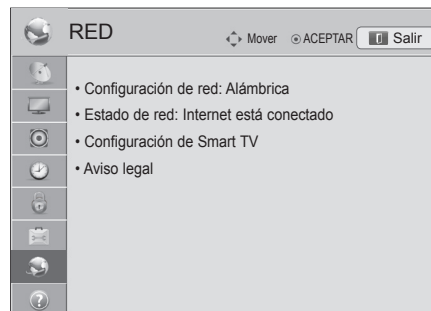 RED
Mover ACEPTAR Salir
• Configuración de red: Alámbrica
• Estado de red: Internet está conectado
• Configuración de Smart TV
• Aviso legal